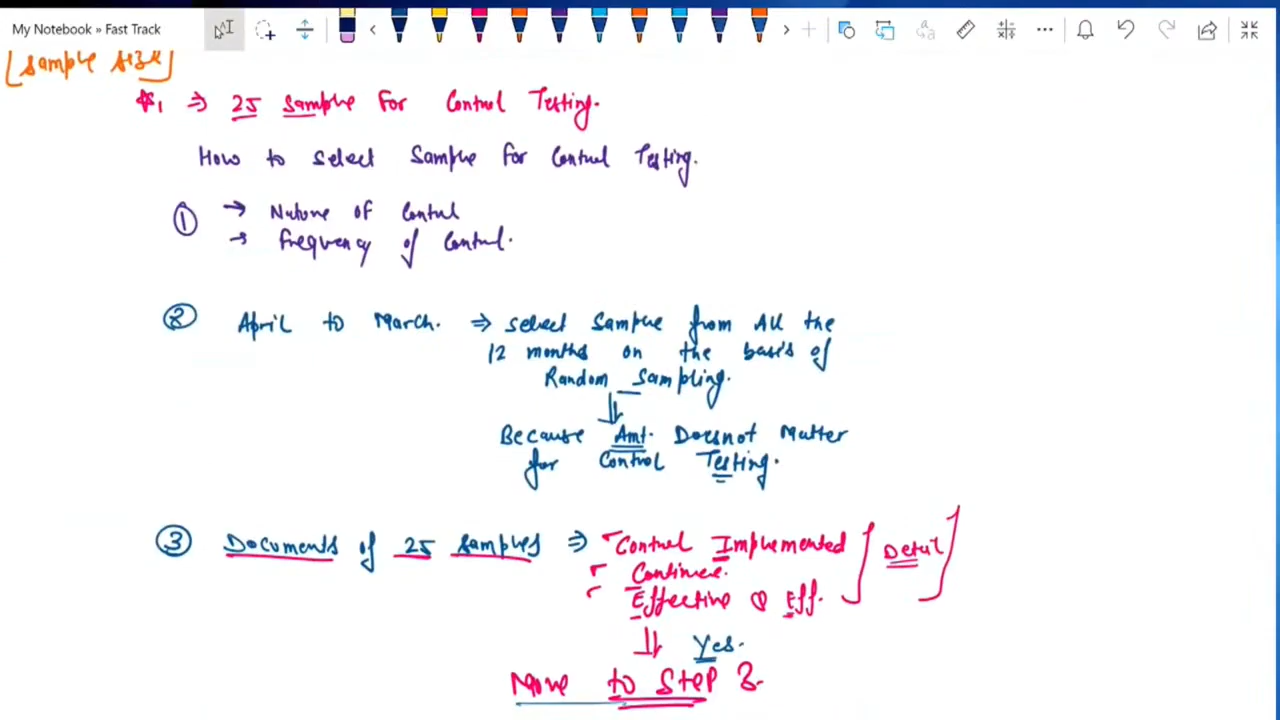 My Notebook » Fast Track
[Sample Size]
⇒ 25 Sample For Control Testing.
How to select Sample for Control Testing.
① → Nature of Control
→ frequency of Control.
② April to March. ⇒ select Sample from All the
12 months on the basis of
Random Sampling.
Because Amt. Doesnot Matter
for Control Testing.
③ Documents of 25 samples ⇒ Control Implemented
Continue.
Effective & Eff.
Detail
Yes.
Move to Step 3.